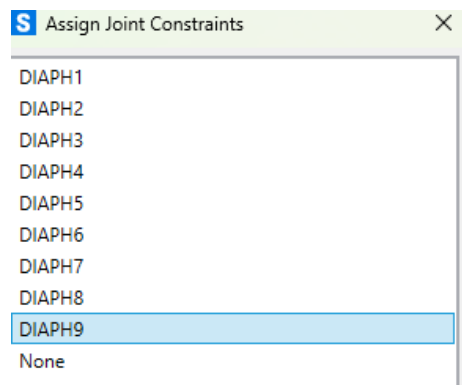 S Assign Joint Constraints
DIAPH1
DIAPH2
DIAPH3
DIAPH4
DIAPH5
DIAPH6
DIAPH7
DIAPH8
DIAPH9
None